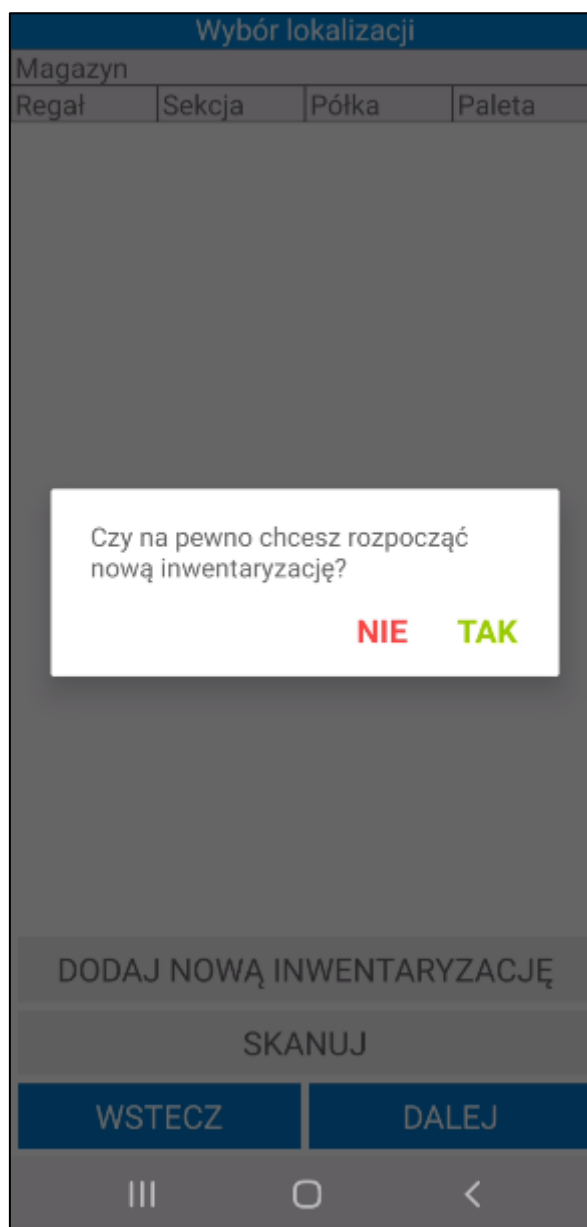 Wybór lokalizacji
Magazyn
Regał Sekcja Półka Paleta
Czy na pewno chcesz rozpocząć
nową inwentaryzację?
NIE TAK
DODAJ NOWĄ INWENTARYZACJĘ
SKANUJ
WSTECZ DALEJ